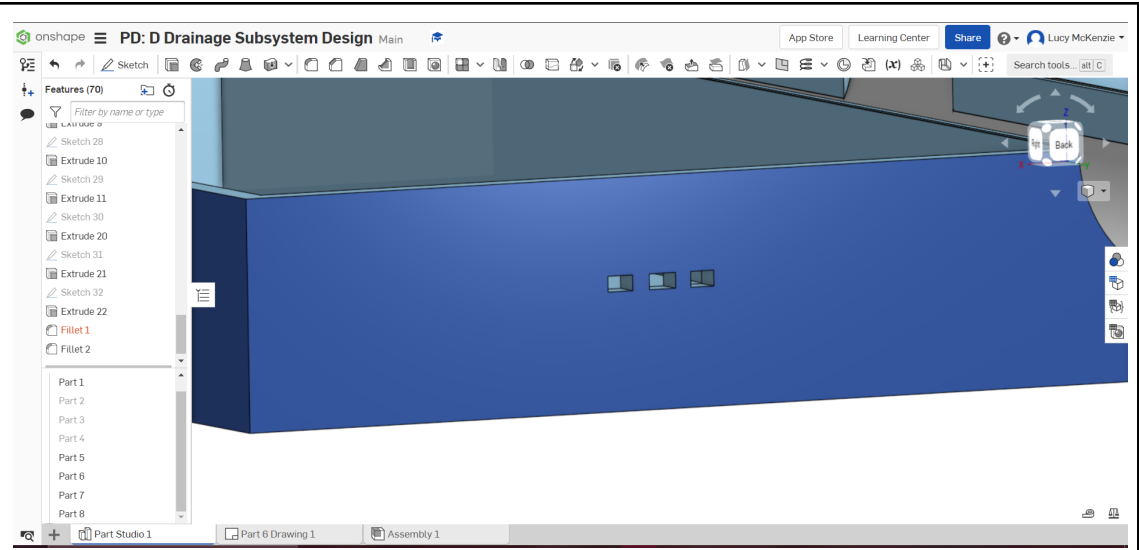 onshape PD: D Drainage Subsystem Design Main App Store Learning Center Share Lucy McKenzie
Sketch Search tools... alt C
Features (70)
Filter by name or type
Extrude 9
Sketch 28
Extrude 10
Sketch 29
Extrude 11
Sketch 30
Extrude 20
Sketch 31
Extrude 21
Sketch 32
Extrude 22
Fillet 1
Fillet 2
Part 1
Part 2
Part 3
Part 4
Part 5
Part 6
Part 7
Part 8
Z
Right Back
X Y
Part Studio 1 Part 6 Drawing 1 Assembly 1